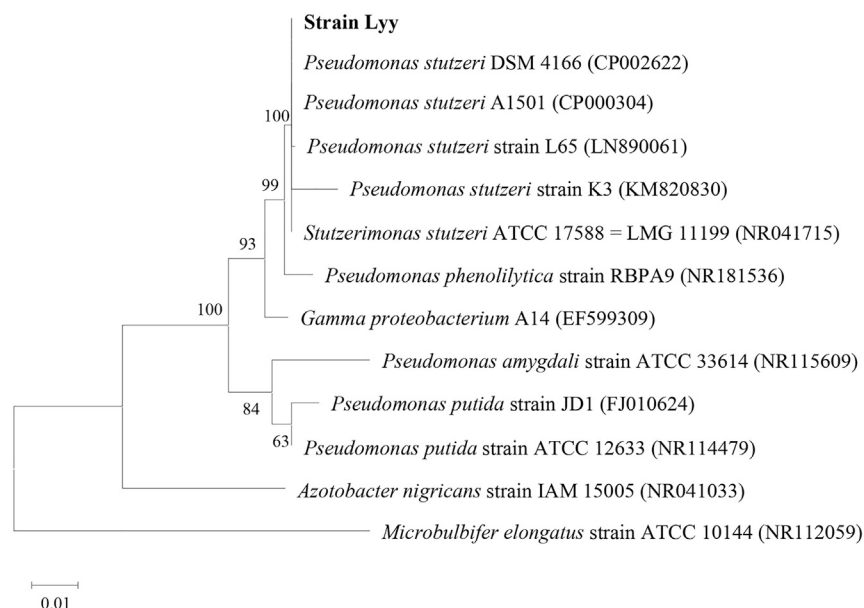 Strain Lyy
Pseudomonas stutzeri DSM 4166 (CP002622)
Pseudomonas stutzeri A1501 (CP000304)
100
Pseudomonas stutzeri strain L65 (LN890061)
99
Pseudomonas stutzeri strain K3 (KM820830)
Stutzerimonas stutzeri ATCC 17588 = LMG 11199 (NR041715)
93
Pseudomonas phenolilytica strain RBPA9 (NR181536)
100
Gamma proteobacterium A14 (EF599309)
Pseudomonas amygdali strain ATCC 33614 (NR115609)
84
Pseudomonas putida strain JD1 (FJ010624)
63
Pseudomonas putida strain ATCC 12633 (NR114479)
Azotobacter nigricans strain IAM 15005 (NR041033)
Microbulbifer elongatus strain ATCC 10144 (NR112059)
0.01